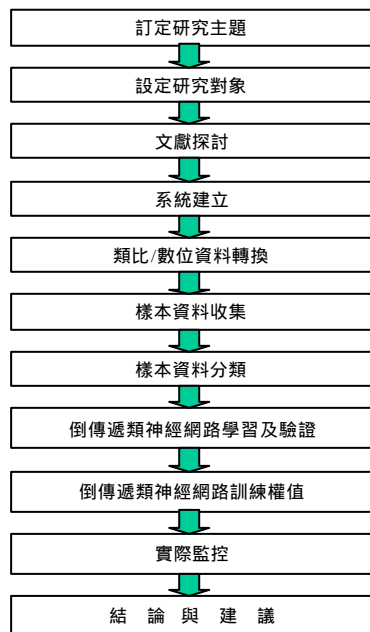 訂定研究主題
設定研究對象
文獻探討
系統建立
類比/數位資料轉換
樣本資料收集
樣本資料分類
倒傳遞類神經網路學習及驗證
倒傳遞類神經網路訓練權值
實際監控
結 論 與 建 議